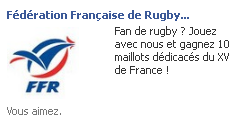 Fédération Française de Rugby...
FFR
Fan de rugby ? Jouez
avec nous et gagnez 10
maillots dédicacés du XV
de France !
Vous aimez.